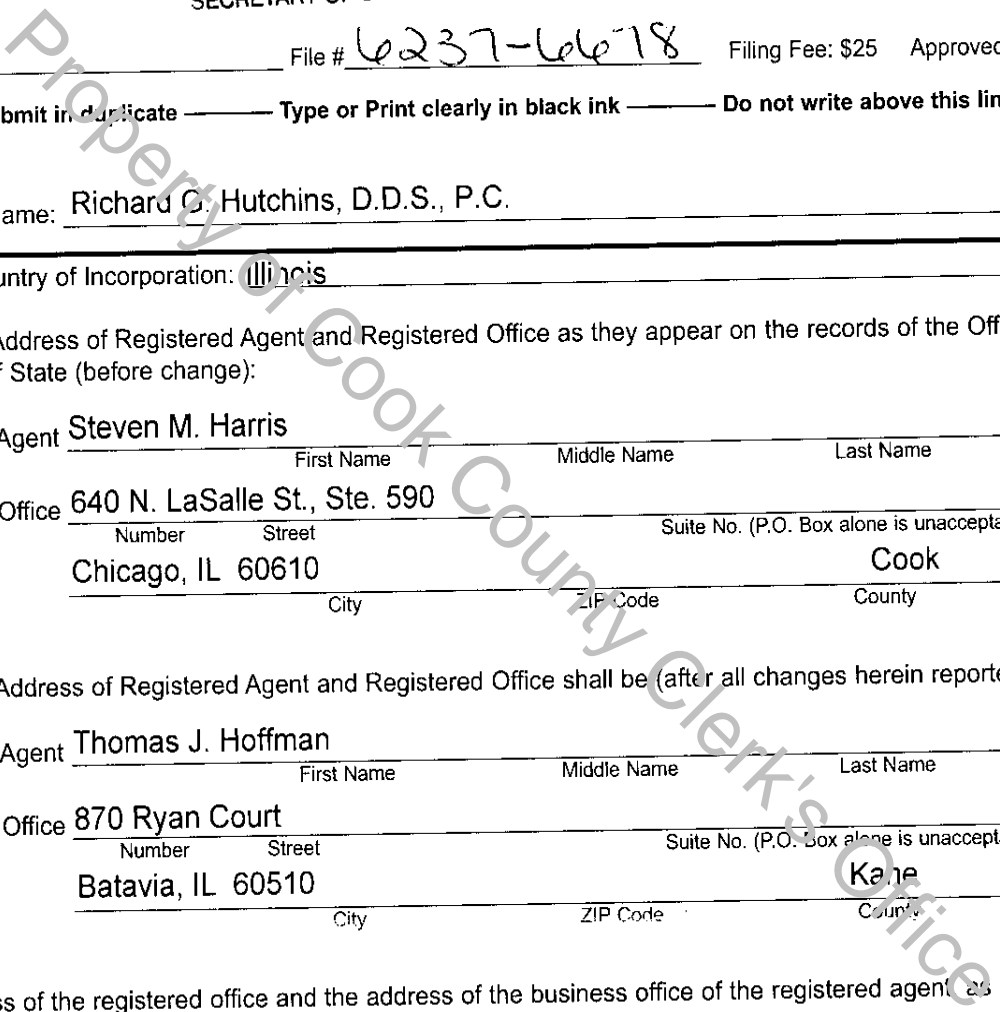 File # 6237-6678 Filing Fee: $25 Approved
bmit in duplicate ——— Type or Print clearly in black ink ——— Do not write above this lin
ame: Richard G. Hutchins, D.D.S., P.C.
untry of Incorporation: Illinois
Address of Registered Agent and Registered Office as they appear on the records of the Off
f State (before change):
Agent Steven M. Harris
First Name Middle Name Last Name
Office 640 N. LaSalle St., Ste. 590
Number Street Suite No. (P.O. Box alone is unaccepta
Chicago, IL 60610 Cook
City ZIP Code County
Address of Registered Agent and Registered Office shall be (after all changes herein reporte
Agent Thomas J. Hoffman
First Name Middle Name Last Name
Office 870 Ryan Court
Number Street Suite No. (P.O. Box alone is unaccept
Batavia, IL 60510 Kane
City ZIP Code County
ss of the registered office and the address of the business office of the registered agent, as
Property of Cook County Clerk's Office